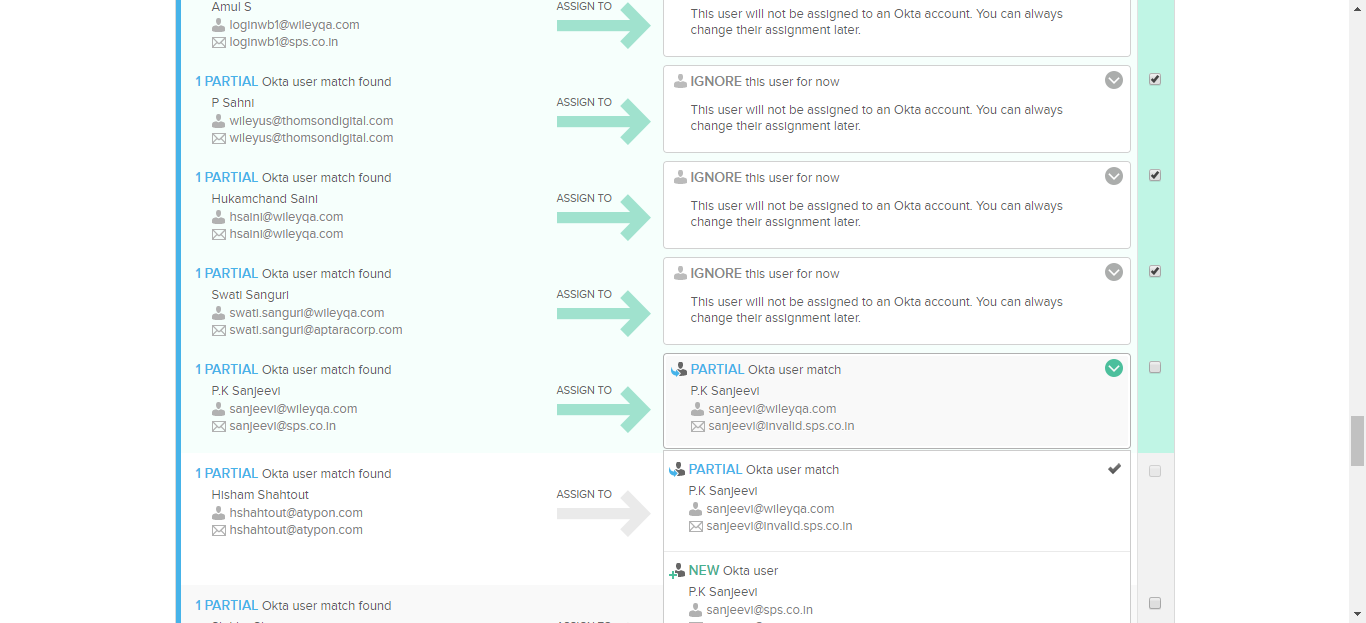 Amul S
loginwb1@wileyqa.com
loginwb1@sps.co.in
ASSIGN TO
This user will not be assigned to an Okta account. You can always
change their assignment later.
1 PARTIAL Okta user match found
P Sahni
wileyus@thomsondigital.com
wileyus@thomsondigital.com
ASSIGN TO
IGNORE this user for now
This user will not be assigned to an Okta account. You can always
change their assignment later.
1 PARTIAL Okta user match found
Hukamchand Saini
hsaini@wileyqa.com
hsaini@wileyqa.com
ASSIGN TO
IGNORE this user for now
This user will not be assigned to an Okta account. You can always
change their assignment later.
1 PARTIAL Okta user match found
Swati Sanguri
swati.sanguri@wileyqa.com
swati.sanguri@aptaracorp.com
ASSIGN TO
IGNORE this user for now
This user will not be assigned to an Okta account. You can always
change their assignment later.
1 PARTIAL Okta user match found
P.K Sanjeevi
sanjeevi@wileyqa.com
sanjeevi@sps.co.in
ASSIGN TO
PARTIAL Okta user match
P.K Sanjeevi
sanjeevi@wileyqa.com
sanjeevi@invalid.sps.co.in
1 PARTIAL Okta user match found
Hisham Shahtout
hshahtout@atypon.com
hshahtout@atypon.com
ASSIGN TO
PARTIAL Okta user match
P.K Sanjeevi
sanjeevi@wileyqa.com
sanjeevi@invalid.sps.co.in
NEW Okta user
P.K Sanjeevi
sanjeevi@sps.co.in
1 PARTIAL Okta user match found